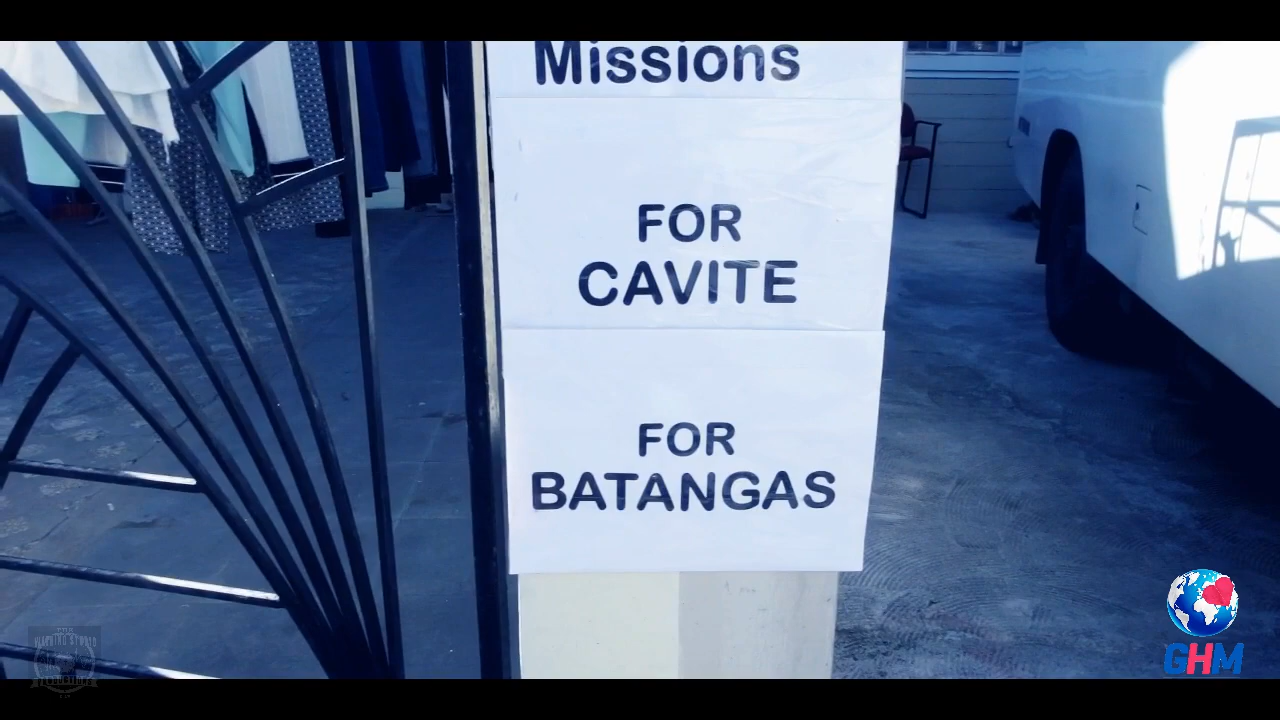 Missions
FOR
CAVITE
FOR
BATANGAS
GHM